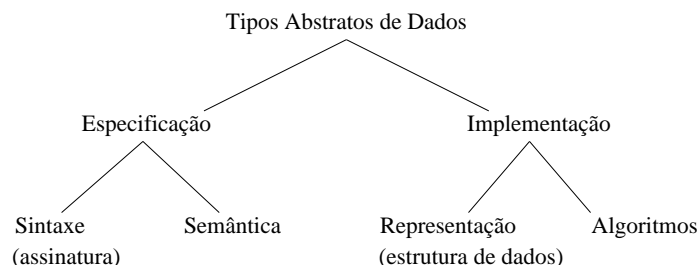 Tipos Abstratos de Dados
Especificação
Implementação
Sintaxe
(assinatura)
Semântica
Representação
(estrutura de dados)
Algoritmos